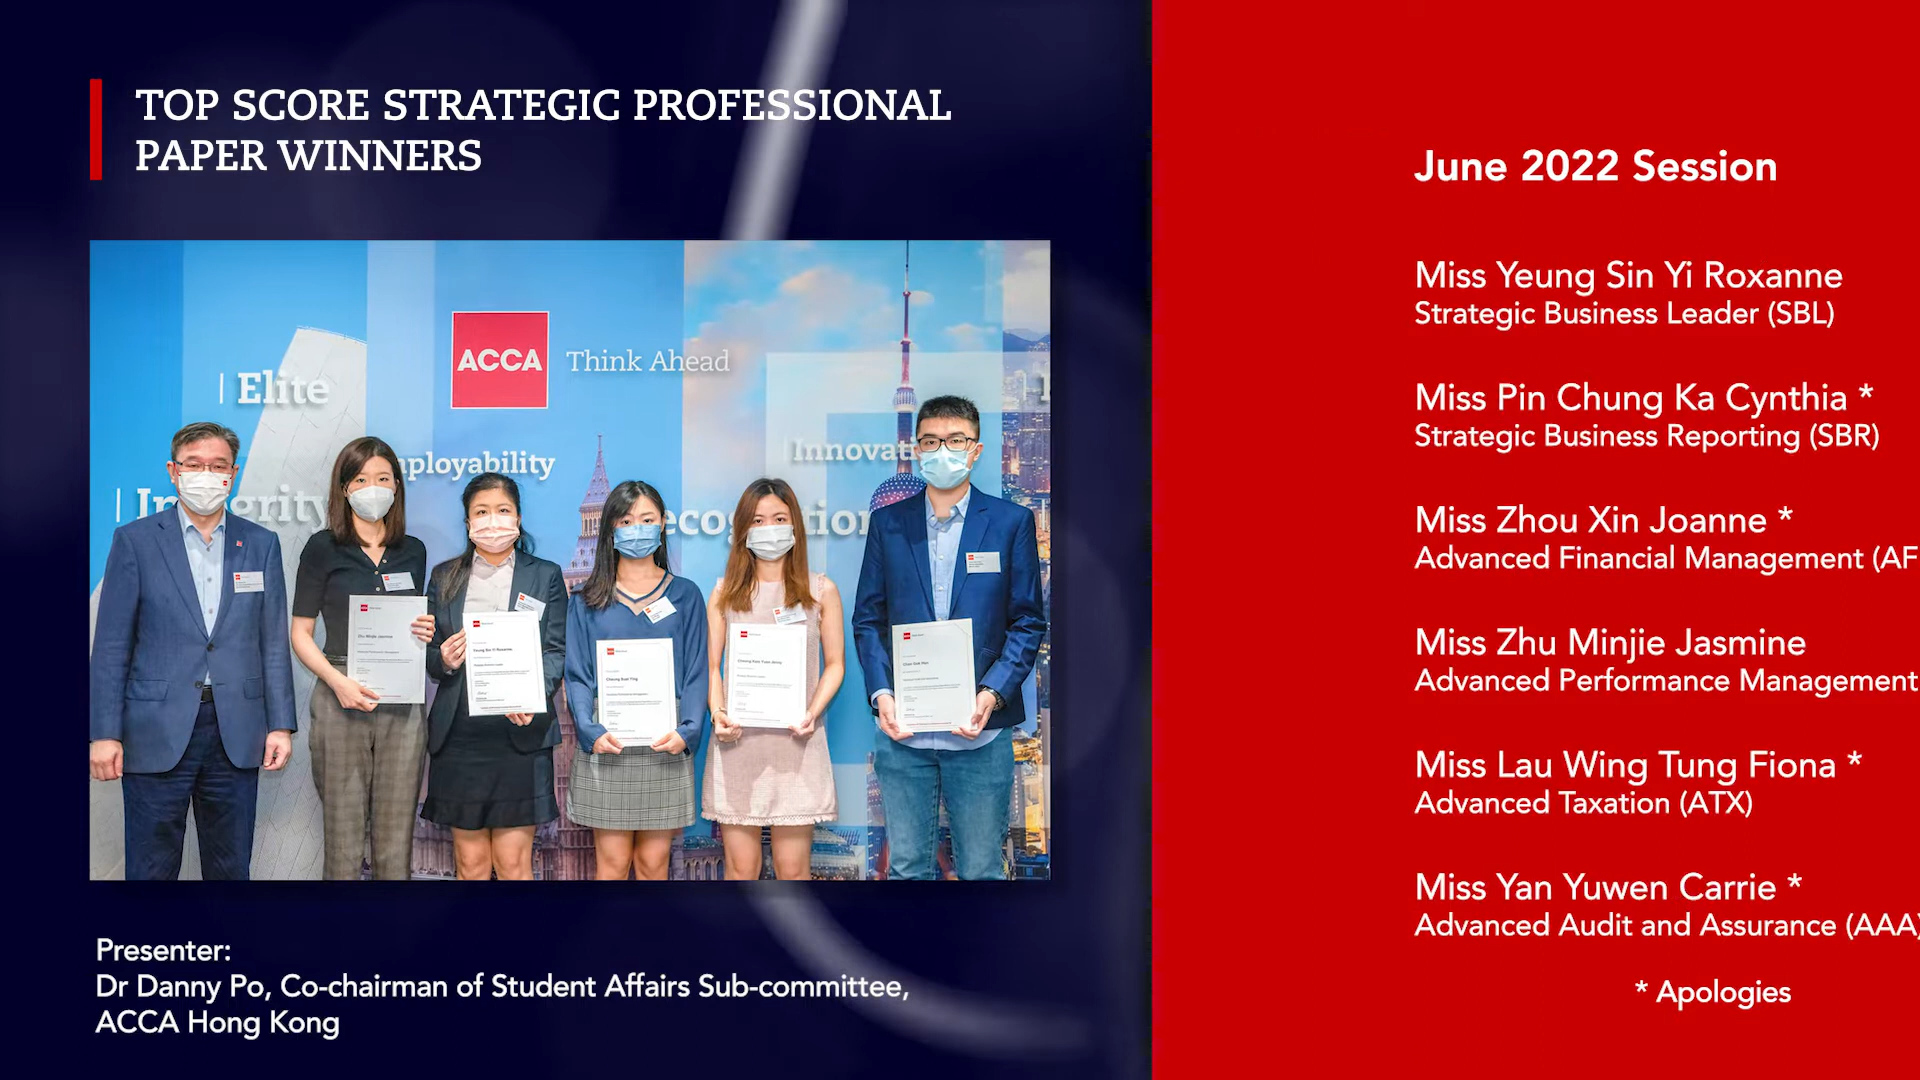 TOP SCORE STRATEGIC PROFESSIONAL
PAPER WINNERS
ACCA
Think Ahead
Elite
mployability
Innovati
Presenter:
Dr Danny Po, Co-chairman of Student Affairs Sub-committee,
ACCA Hong Kong
June 2022 Session
Miss Yeung Sin Yi Roxanne
Strategic Business Leader (SBL)
Miss Pin Chung Ka Cynthia *
Strategic Business Reporting (SBR)
Miss Zhou Xin Joanne *
Advanced Financial Management (AF
Miss Zhu Minjie Jasmine
Advanced Performance Management
Miss Lau Wing Tung Fiona *
Advanced Taxation (ATX)
Miss Yan Yuwen Carrie *
Advanced Audit and Assurance (AAA)
* Apologies